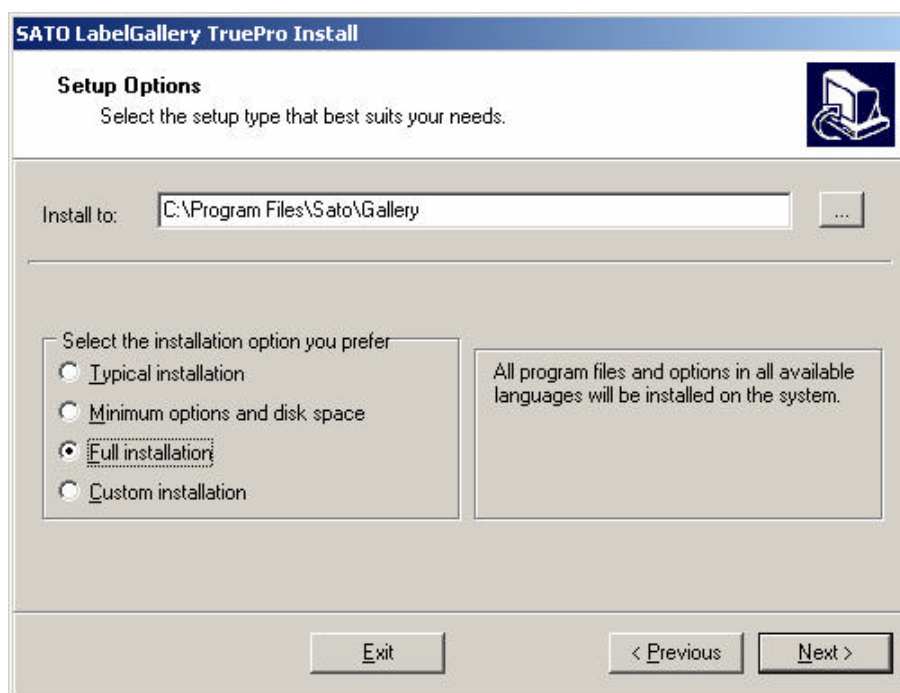 SATO LabelGallery TruePro Install
Setup Options
Select the setup type that best suits your needs.
Install to:
C:\Program Files\Sato\Gallery
...
Select the installation option you prefer
Typical installation
Minimum options and disk space
Full installation
Custom installation
All program files and options in all available
languages will be installed on the system.
Exit
< Previous
Next >